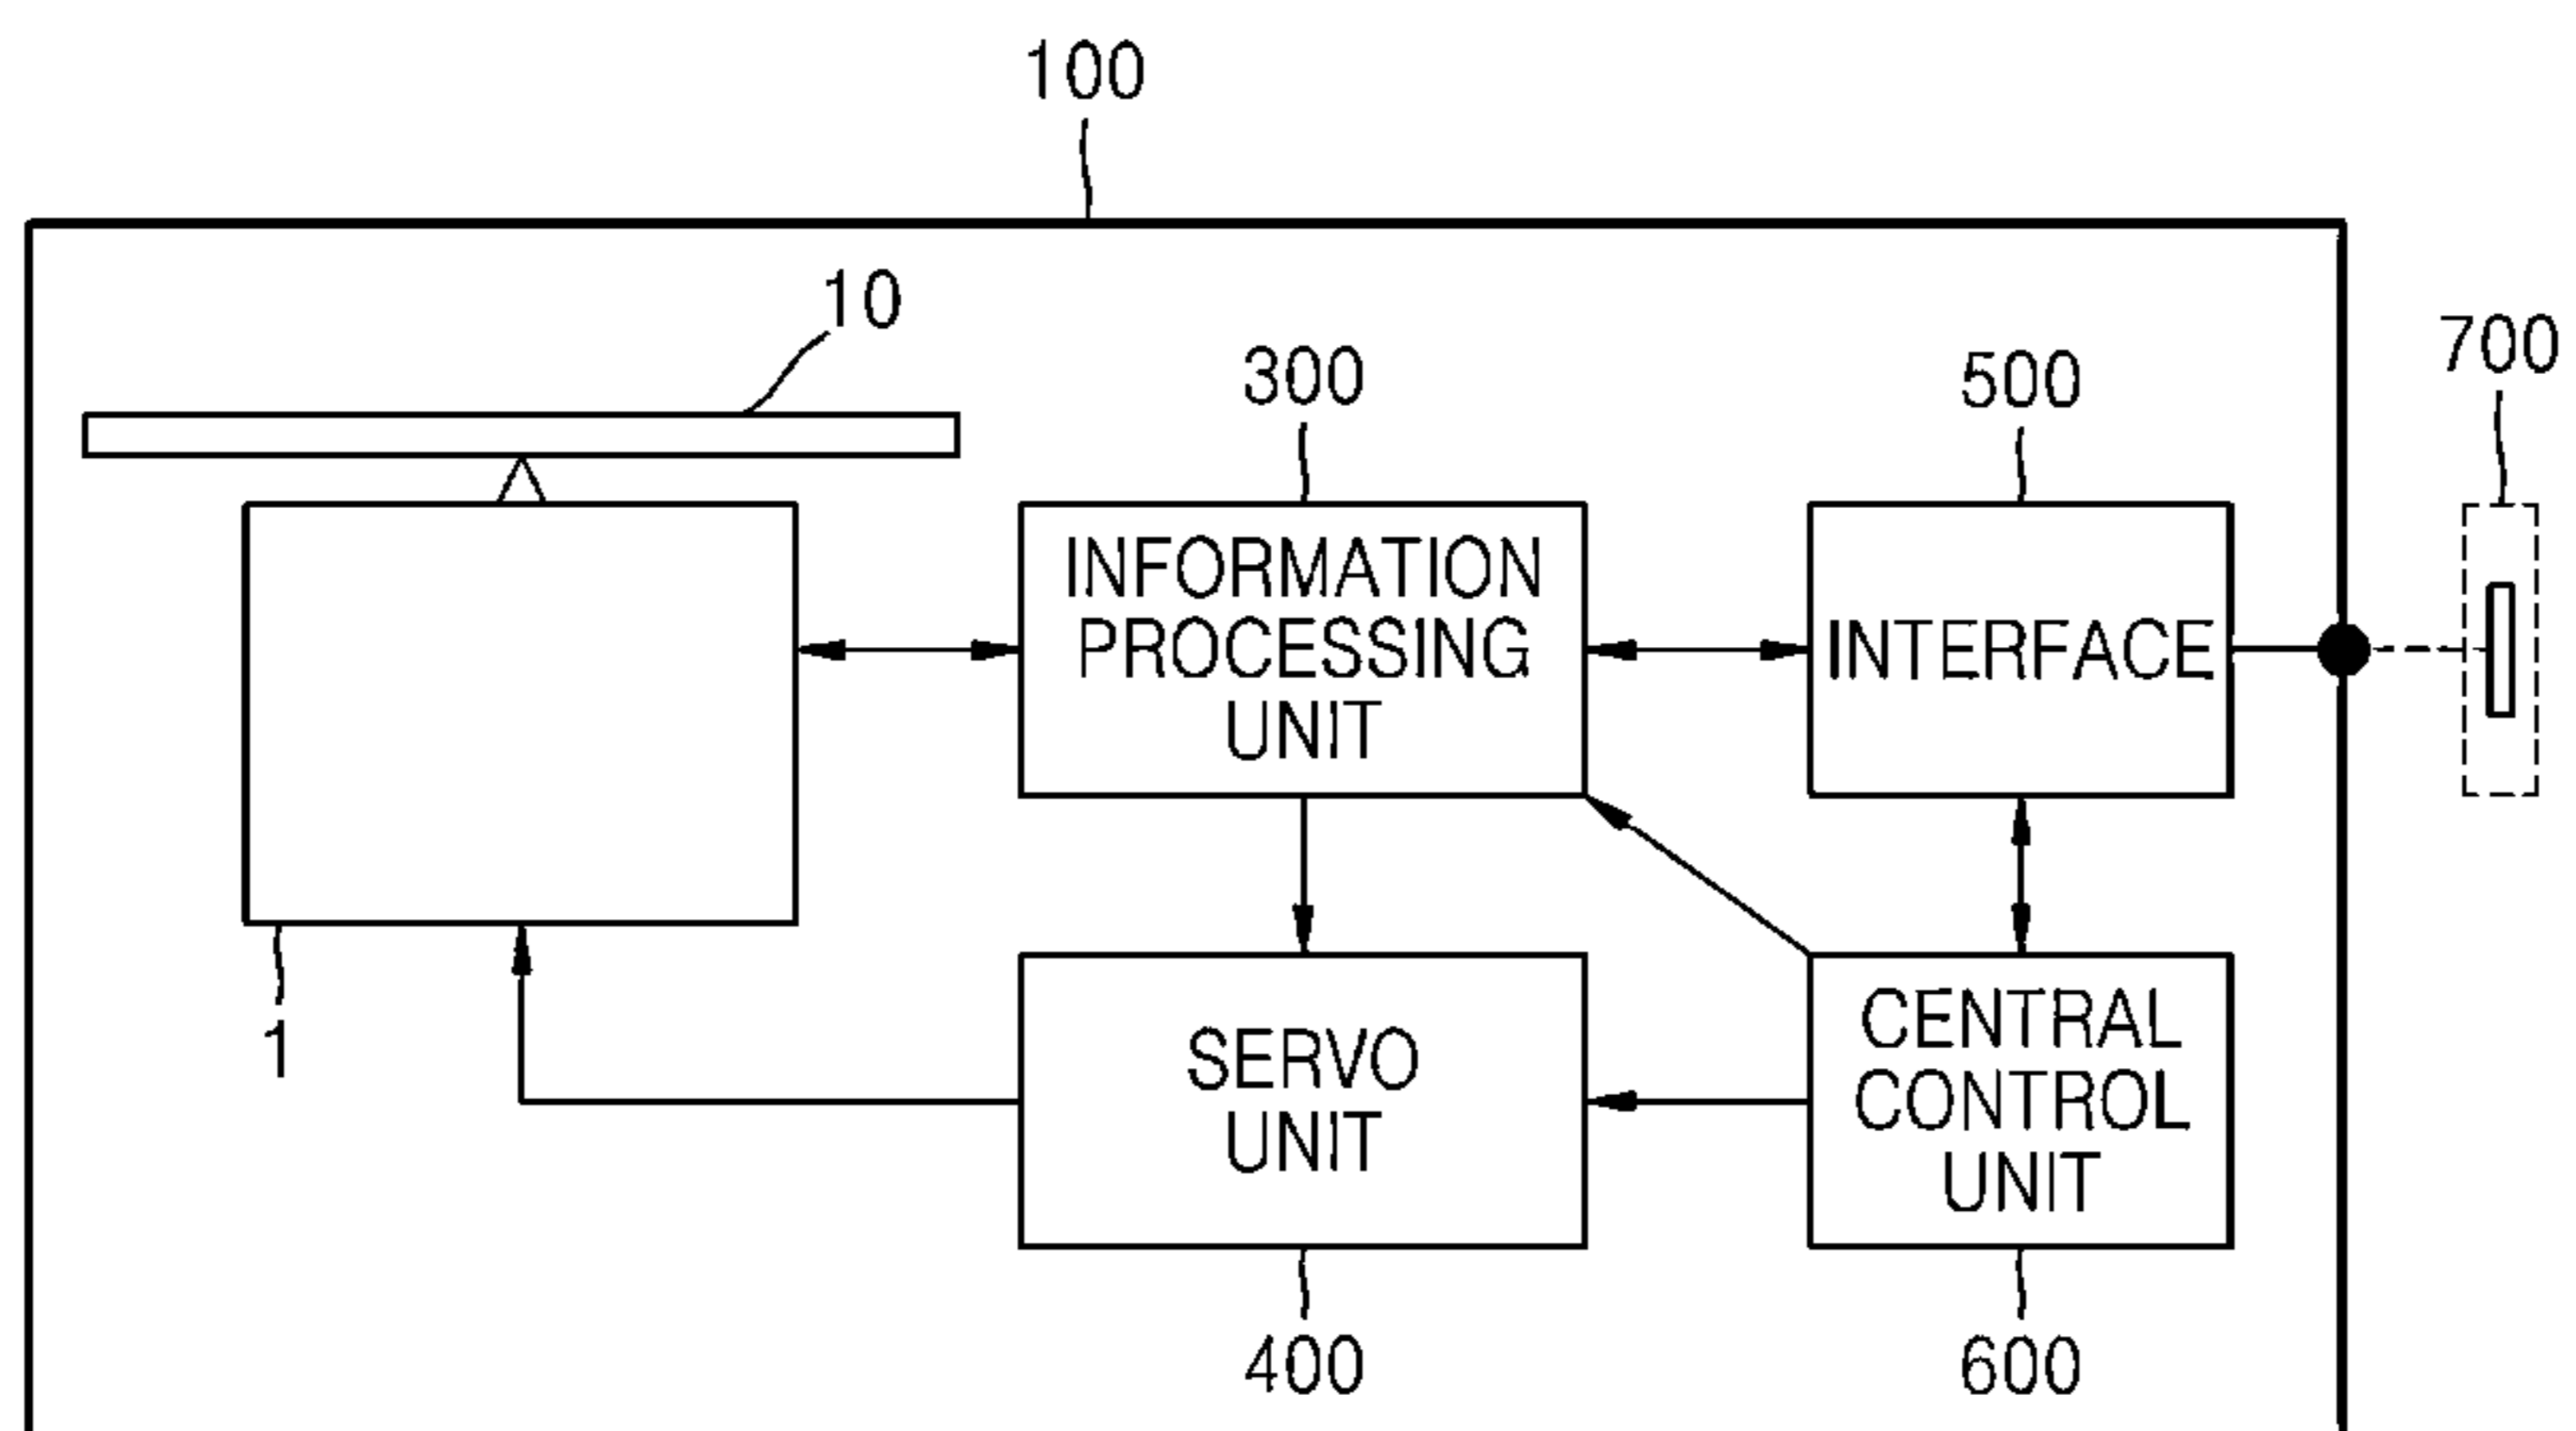 100
10
700
300
500
INFORMATION
PROCESSING
UNIT
INTERFACE
1
SERVO
UNIT
CENTRAL
CONTROL
UNIT
400
600